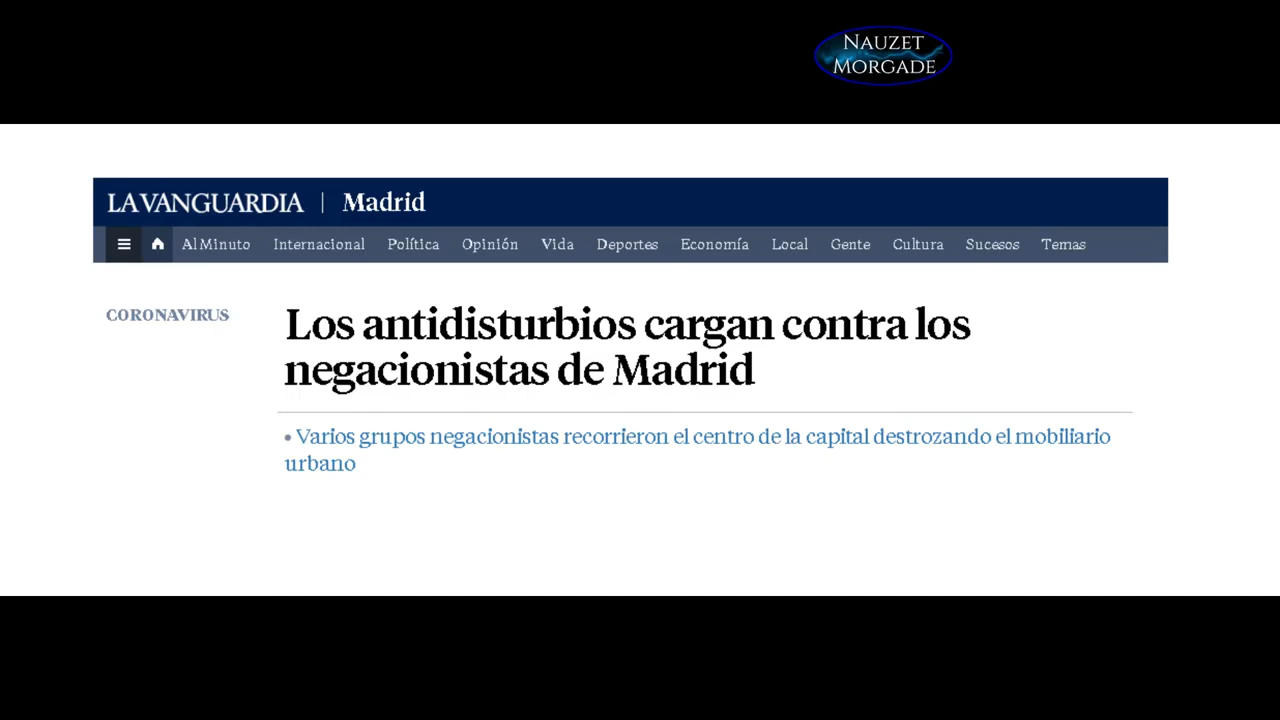 NAUZET
MORGADE
LA VANGUARDIA | Madrid
Al Minuto Internacional Política Opinión Vida Deportes Economía Local Gente Cultura Sucesos Temas
CORONAVIRUS
Los antidisturbios cargan contra los
negacionistas de Madrid
• Varios grupos negacionistas recorrieron el centro de la capital destrozando el mobiliario
urbano